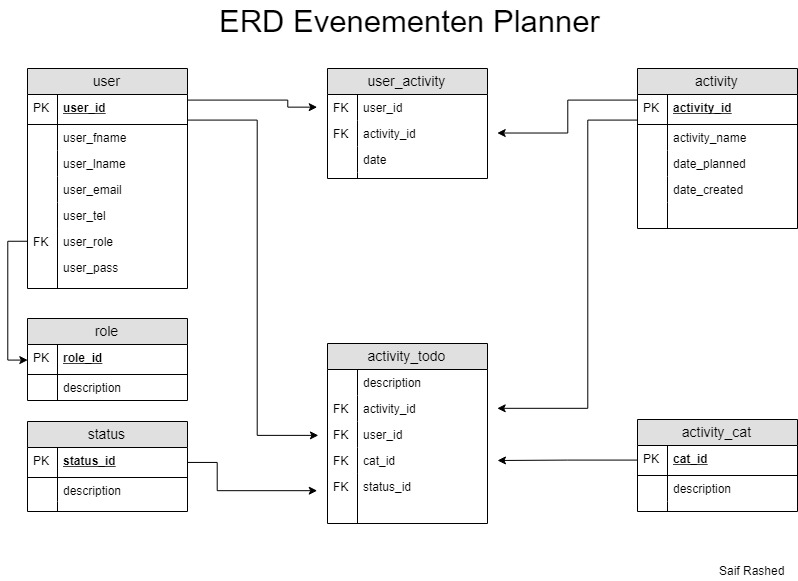 ERD Evenementen Planner
user
PK user_id
user_fname
user_lname
user_email
user_tel
FK user_role
user_pass
user_activity
FK user_id
FK activity_id
date
activity
PK activity_id
activity_name
date_planned
date_created
role
PK role_id
description
status
PK status_id
description
activity_todo
description
FK activity_id
FK user_id
FK cat_id
FK status_id
activity_cat
PK cat_id
description
Saif Rashed